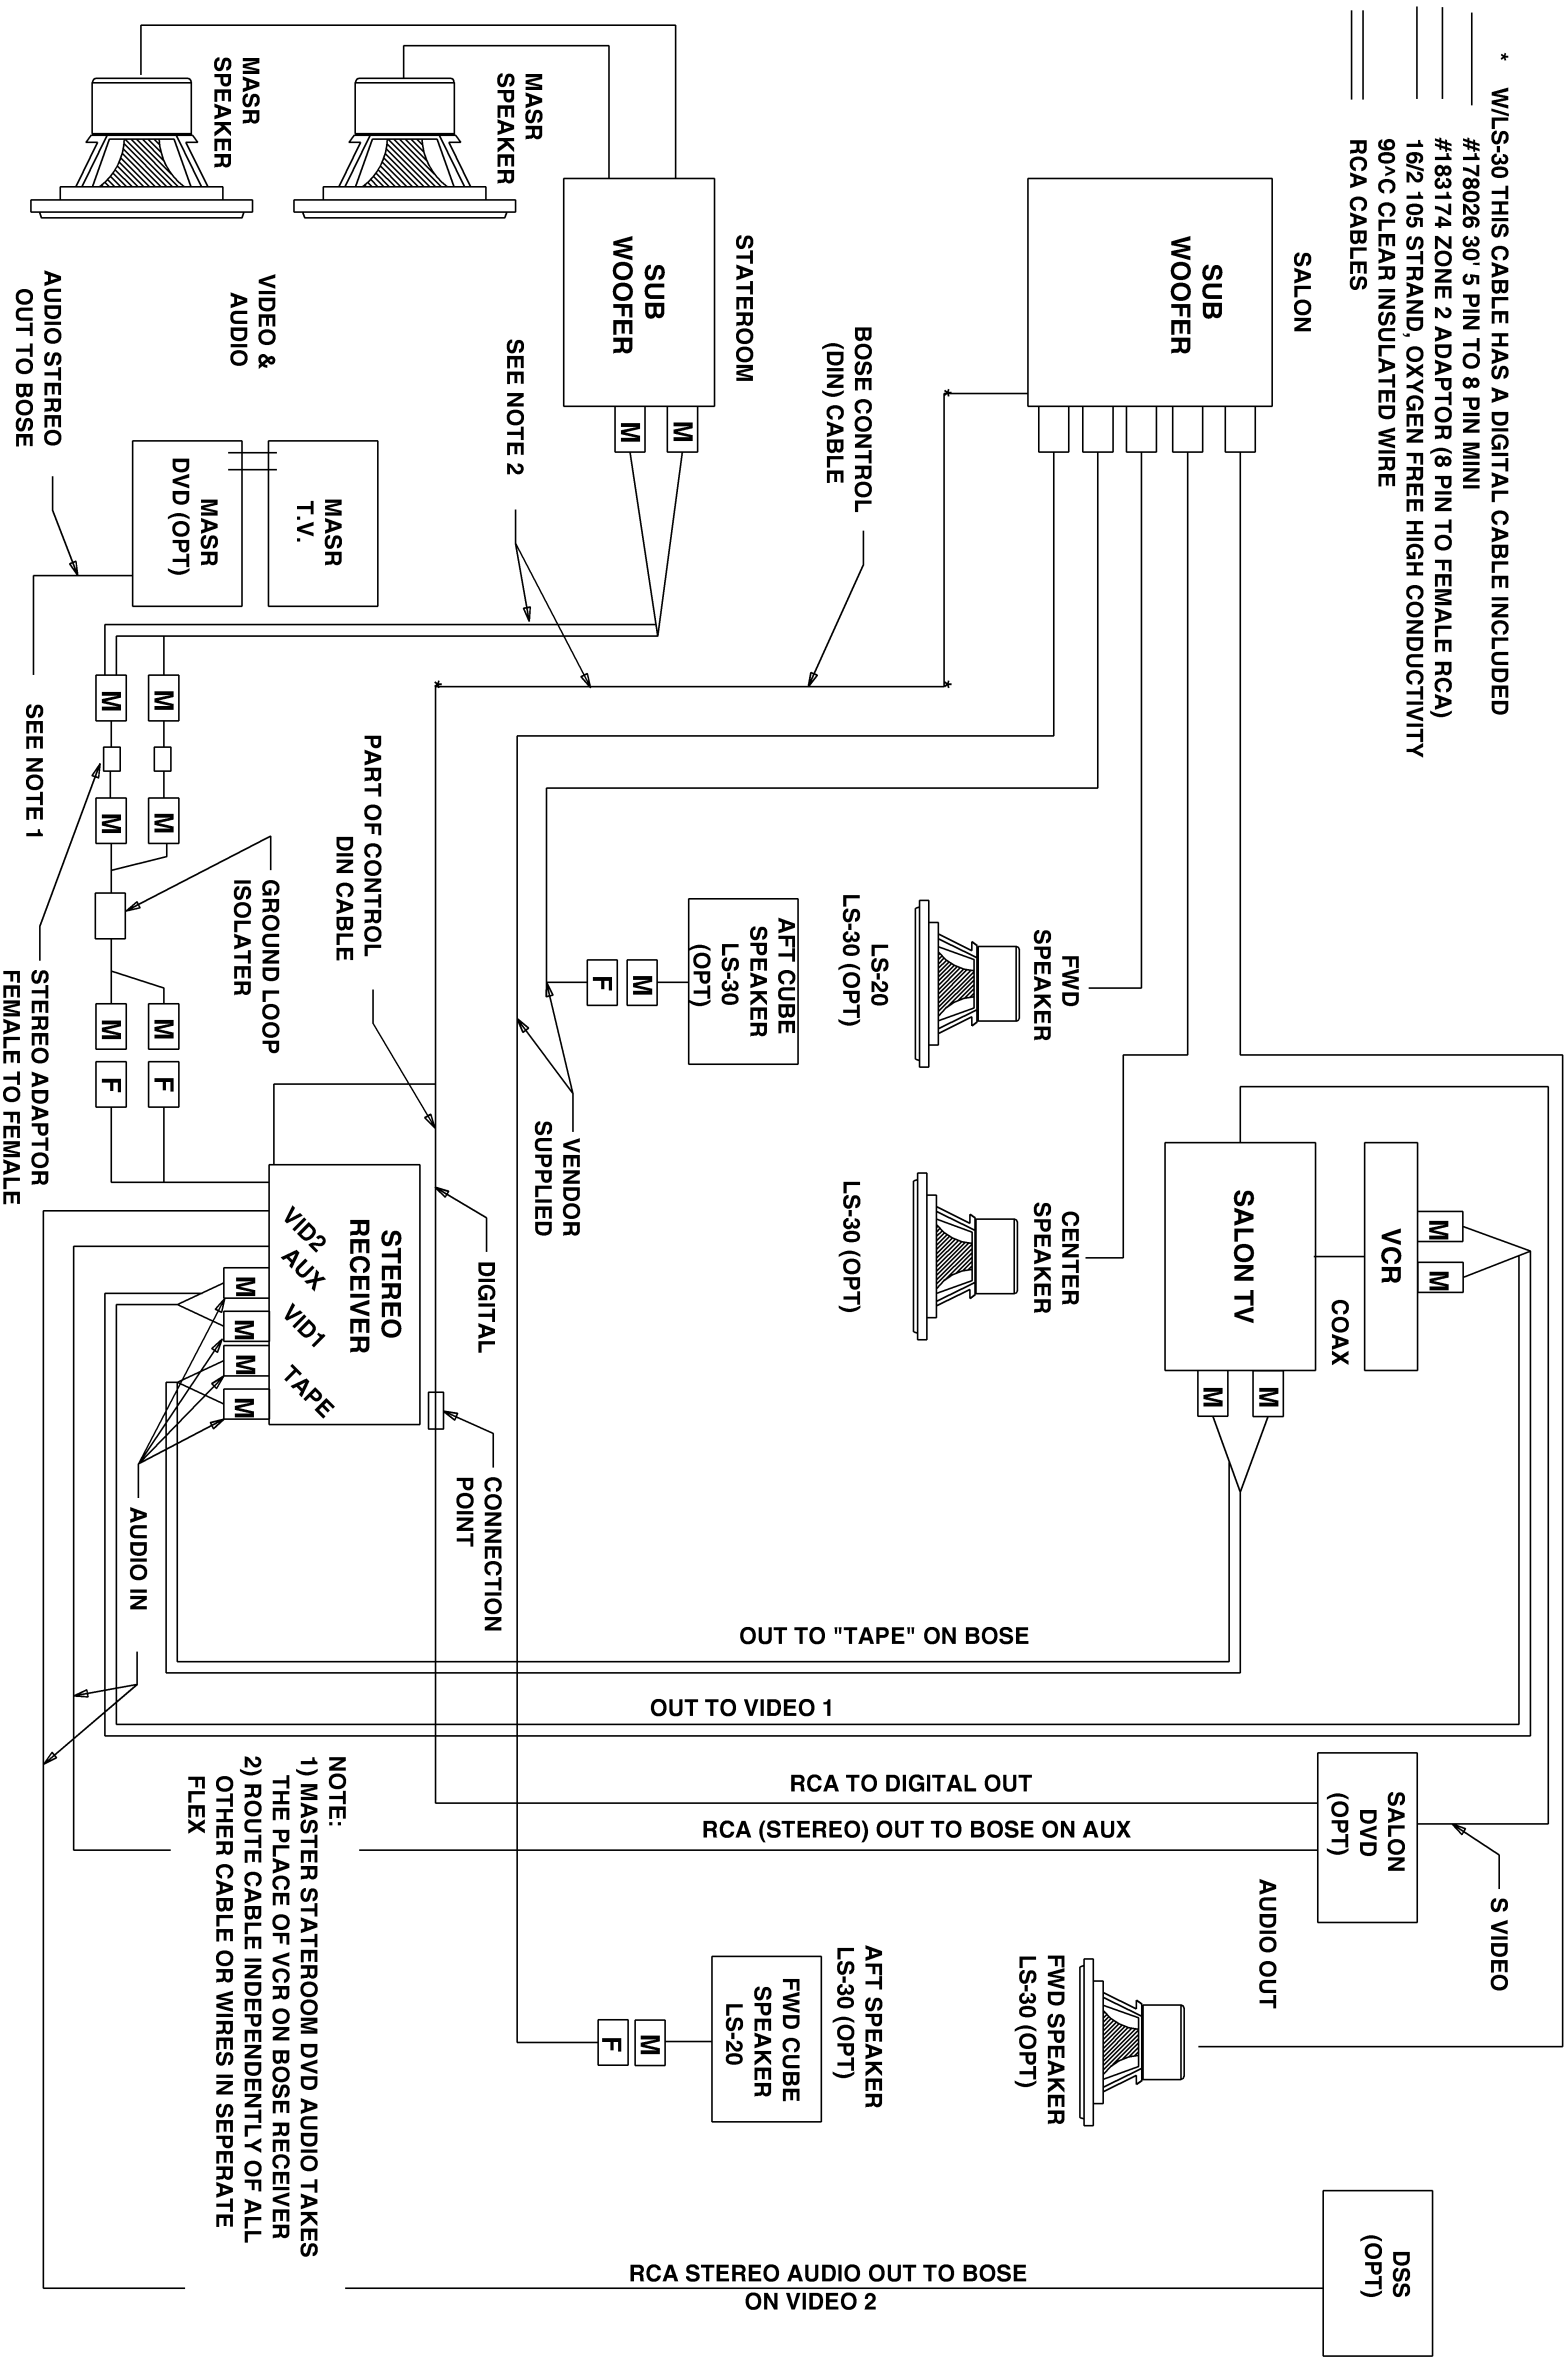 * W/LS-30 THIS CABLE HAS A DIGITAL CABLE INCLUDED
#178026 30' 5 PIN TO 8 PIN MINI
#183174 ZONE 2 ADAPTOR (8 PIN TO FEMALE RCA)
16/2 105 STRAND, OXYGEN FREE HIGH CONDUCTIVITY
90^C CLEAR INSULATED WIRE
RCA CABLES
SALON
SUB
WOOFER
*
*
*
BOSE CONTROL
(DIN) CABLE
STATEROOM
SUB
WOOFER
M
M
SEE NOTE 2
MASR
SPEAKER
MASR
SPEAKER
VIDEO &
AUDIO
AUDIO STEREO
OUT TO BOSE
MASR
T.V.
MASR
DVD (OPT)
SEE NOTE 1
M
M
M
M
STEREO ADAPTOR
FEMALE TO FEMALE
GROUND LOOP
ISOLATER
M
F
M
F
PART OF CONTROL
DIN CABLE
AFT CUBE
SPEAKER
LS-30
(OPT)
M
F
VENDOR
SUPPLIED
FWD
SPEAKER
LS-20
LS-30 (OPT)
CENTER
SPEAKER
LS-30 (OPT)
VCR
M
M
COAX
SALON TV
M
M
STEREO
RECEIVER
VID2
AUX
VID1
TAPE
M
M
M
M
DIGITAL
CONNECTION
POINT
AUDIO IN
OUT TO "TAPE" ON BOSE
OUT TO VIDEO 1
RCA TO DIGITAL OUT
RCA (STEREO) OUT TO BOSE ON AUX
SALON
DVD
(OPT)
S VIDEO
AUDIO OUT
FWD SPEAKER
LS-30 (OPT)
AFT SPEAKER
LS-30 (OPT)
FWD CUBE
SPEAKER
LS-20
M
F
NOTE:
1) MASTER STATEROOM DVD AUDIO TAKES
THE PLACE OF VCR ON BOSE RECEIVER
2) ROUTE CABLE INDEPENDENTLY OF ALL
OTHER CABLE OR WIRES IN SEPERATE
FLEX
DSS
(OPT)
RCA STEREO AUDIO OUT TO BOSE
ON VIDEO 2